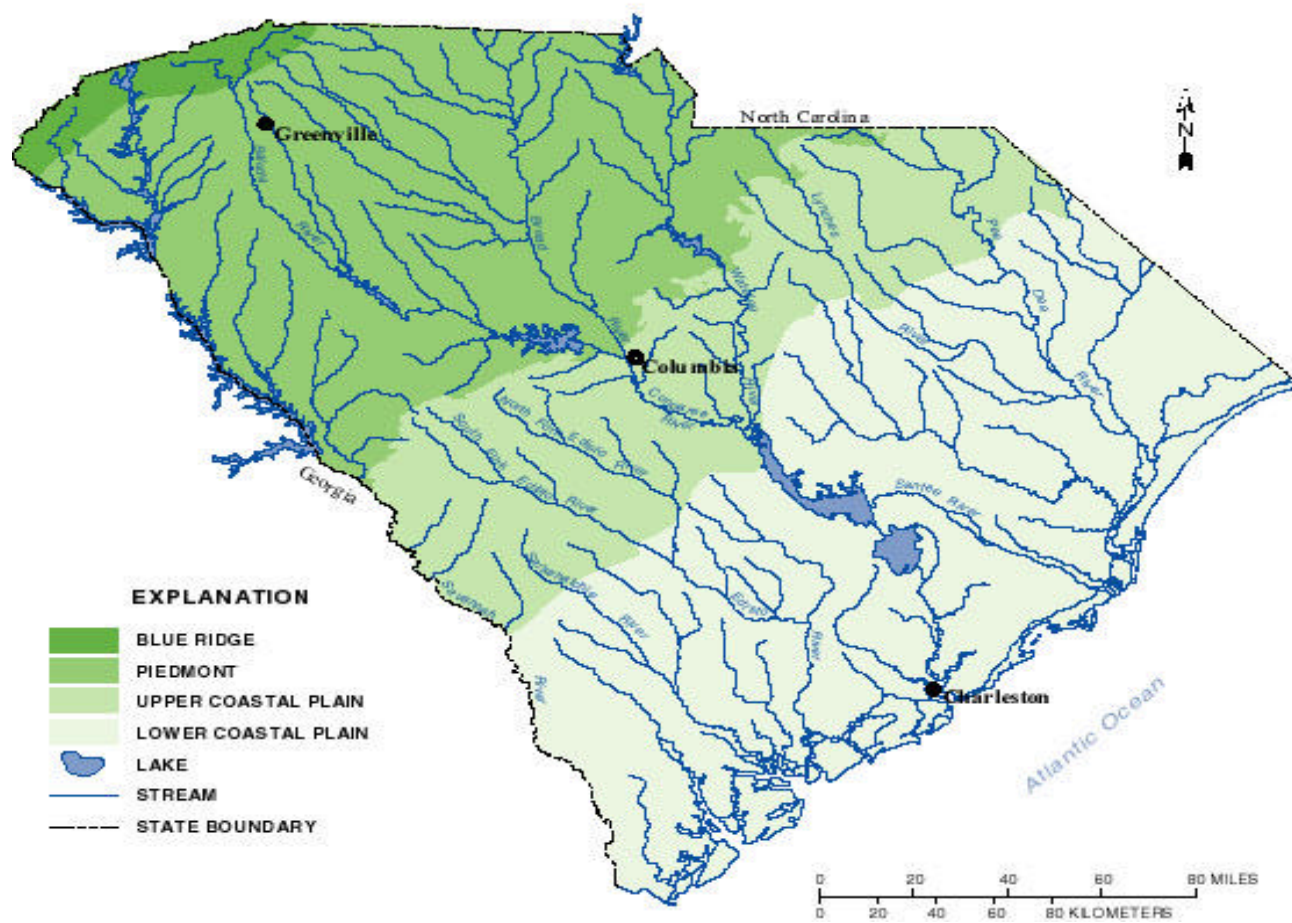 Greenville
North Carolina
N
Broad
River
River
Lynches
River
Pee
Dee
River
River
Columbia
Congaree
River
North Fork Edisto River
South Fork Edisto River
Georgia
Santee River
Savannah
River
River
Edisto
River
Charleston
Atlantic Ocean
EXPLANATION
BLUE RIDGE
PIEDMONT
UPPER COASTAL PLAIN
LOWER COASTAL PLAIN
LAKE
STREAM
STATE BOUNDARY
0 20 40 60 80 MILES
0 20 40 60 80 KILOMETERS